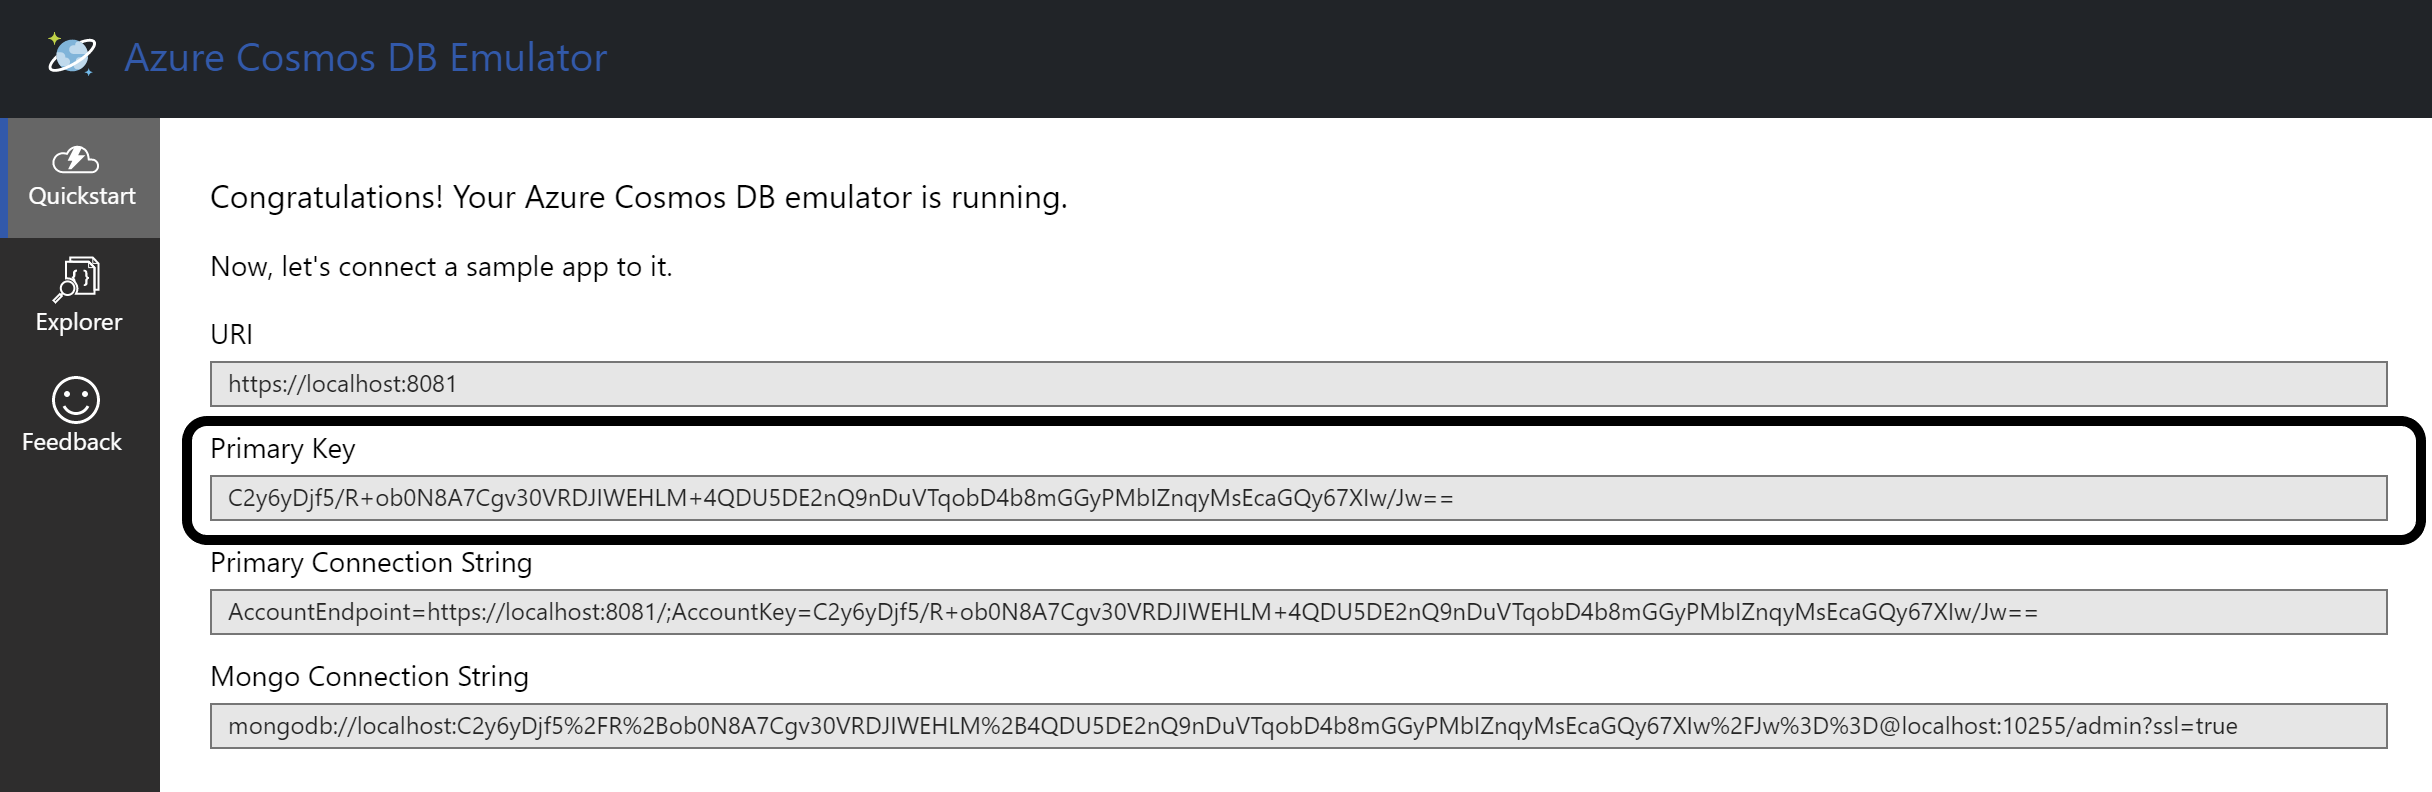 Azure Cosmos DB Emulator
Quickstart
Explorer
Feedback
Congratulations! Your Azure Cosmos DB emulator is running.
Now, let's connect a sample app to it.
URI
https://localhost:8081
Primary Key
C2y6yDjf5/R+ob0N8A7Cgv30VRDJIWEHLM+4QDU5DE2nQ9nDuVTqobD4b8mGGyPMbIZnqyMsEcaGQy67XIw/Jw==
Primary Connection String
AccountEndpoint=https://localhost:8081/;AccountKey=C2y6yDjf5/R+ob0N8A7Cgv30VRDJIWEHLM+4QDU5DE2nQ9nDuVTqobD4b8mGGyPMbIZnqyMsEcaGQy67XIw/Jw==
Mongo Connection String
mongodb://localhost:C2y6yDjf5%2FR%2Bob0N8A7Cgv30VRDJIWEHLM%2B4QDU5DE2nQ9nDuVTqobD4b8mGGyPMbIZnqyMsEcaGQy67XIw%2FJw%3D%3D@localhost:10255/admin?ssl=true